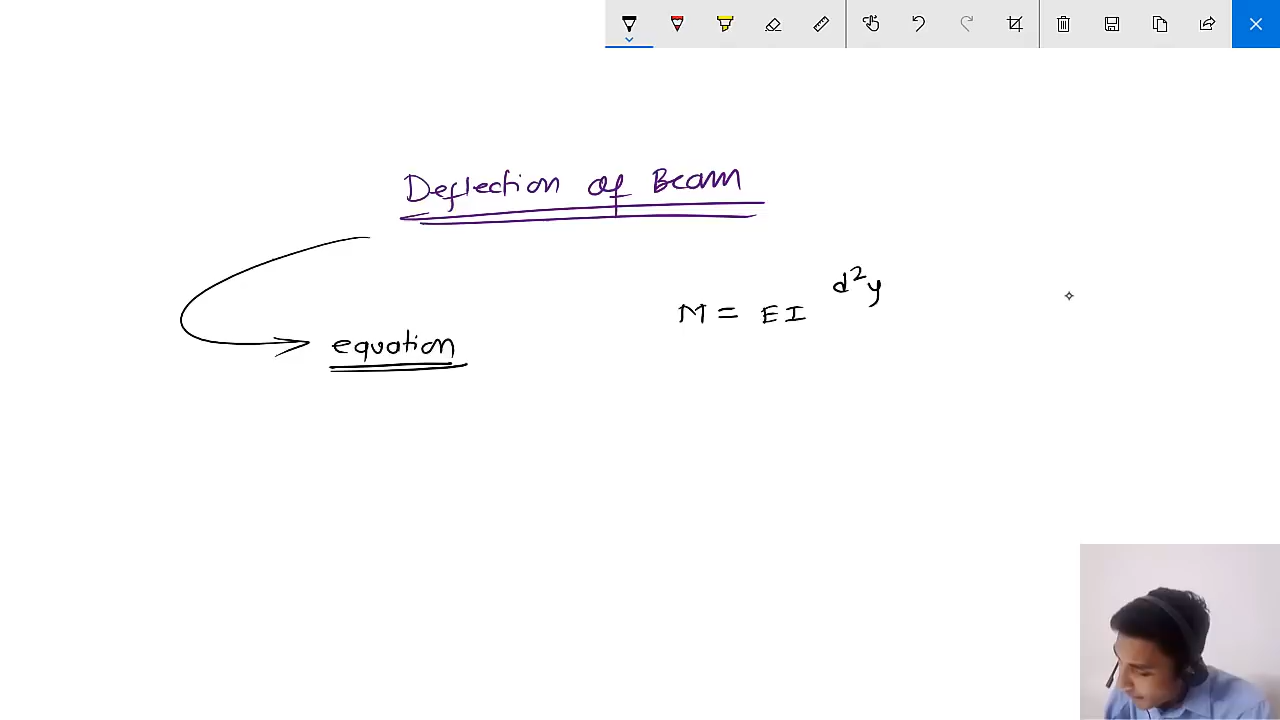 Deflection of Beam
M = EI d²y
equation